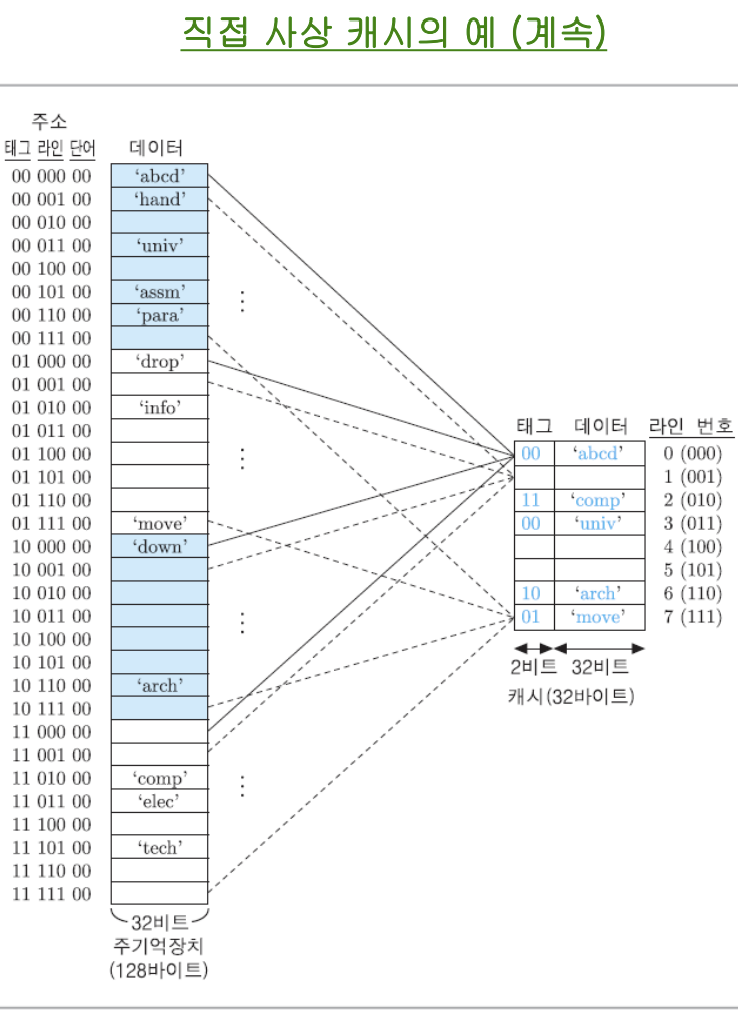 직접 사상 캐시의 예 (계속)
주소
태그 라인 단어 데이터
00 000 00 ‘abcd’
00 001 00 ‘hand’
00 010 00
00 011 00 ‘univ’
00 100 00
00 101 00 ‘assm’
00 110 00 ‘para’
00 111 00
01 000 00 ‘drop’
01 001 00
01 010 00 ‘info’
01 011 00
01 100 00
01 101 00
01 110 00
01 111 00 ‘move’
10 000 00 ‘down’
10 001 00
10 010 00
10 011 00
10 100 00
10 101 00
10 110 00 ‘arch’
10 111 00
11 000 00
11 001 00
11 010 00 ‘comp’
11 011 00 ‘elec’
11 100 00
11 101 00 ‘tech’
11 110 00
11 111 00
32비트
주기억장치
(128바이트)
태그 데이터 라인 번호
00 ‘abcd’ 0 (000)
1 (001)
11 ‘comp’ 2 (010)
00 ‘univ’ 3 (011)
4 (100)
5 (101)
10 ‘arch’ 6 (110)
01 ‘move’ 7 (111)
2비트 32비트
캐시(32바이트)